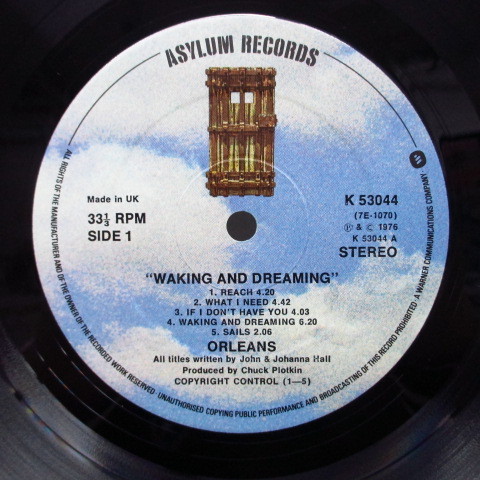 ASYLUM RECORDS
Made in UK
33⅓ RPM
SIDE 1
K 53044
(7E-1070)
℗ & © 1976
K 53044 A
STEREO
"WAKING AND DREAMING"
1. REACH 4.20
2. WHAT I NEED 4.42
3. IF I DON'T HAVE YOU 4.03
4. WAKING AND DREAMING 6.20
5. SAILS 2.06
ORLEANS
All titles written by John & Johanna Hall
Produced by Chuck Plotkin
COPYRIGHT CONTROL (1—5)
ALL RIGHTS OF THE MANUFACTURER AND OF THE OWNER OF THE RECORDED WORK RESERVED · UNAUTHORISED COPYING PUBLIC PERFORMANCE AND BROADCASTING OF THIS RECORD PROHIBITED · A WARNER COMMUNICATIONS COMPANY ·